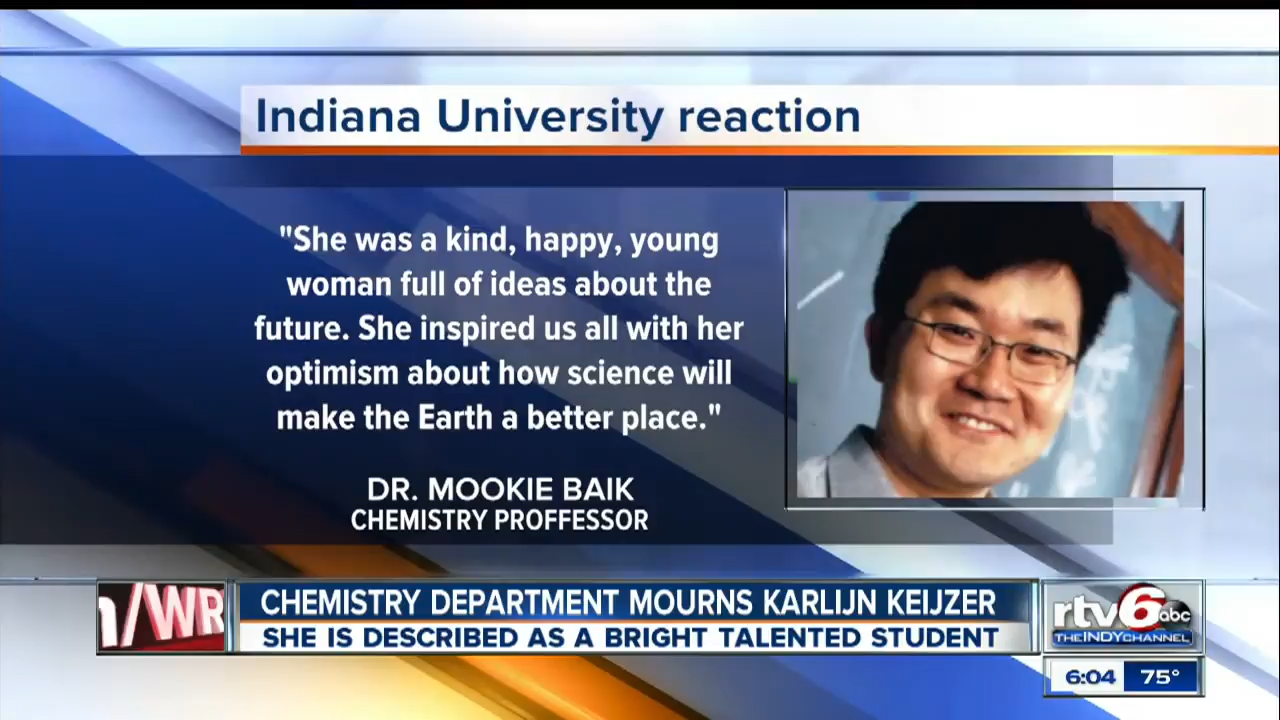 Indiana University reaction
"She was a kind, happy, young
woman full of ideas about the
future. She inspired us all with her
optimism about how science will
make the Earth a better place."
DR. MOOKIE BAIK
CHEMISTRY PROFFESSOR
CHEMISTRY DEPARTMENT MOURNS KARLIJN KEIJZER
SHE IS DESCRIBED AS A BRIGHT TALENTED STUDENT
rtv6 abc
THEINDYCHANNEL
6:04 75°